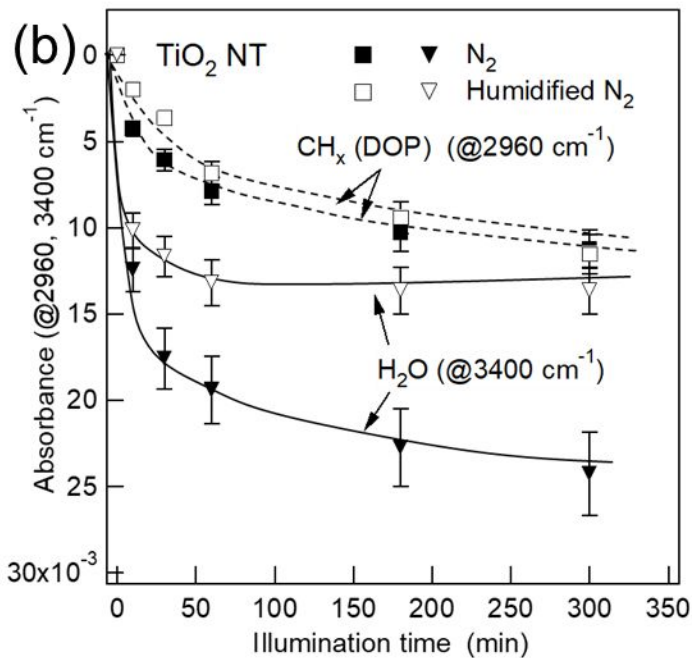 (b)
TiO₂ NT
N₂
Humidified N₂
CHₓ (DOP) (@2960 cm⁻¹)
H₂O (@3400 cm⁻¹)
Absorbance (@2960, 3400 cm⁻¹)
0
5
10
15
20
25
30x10⁻³
0
50
100
150
200
250
300
350
Illumination time (min)